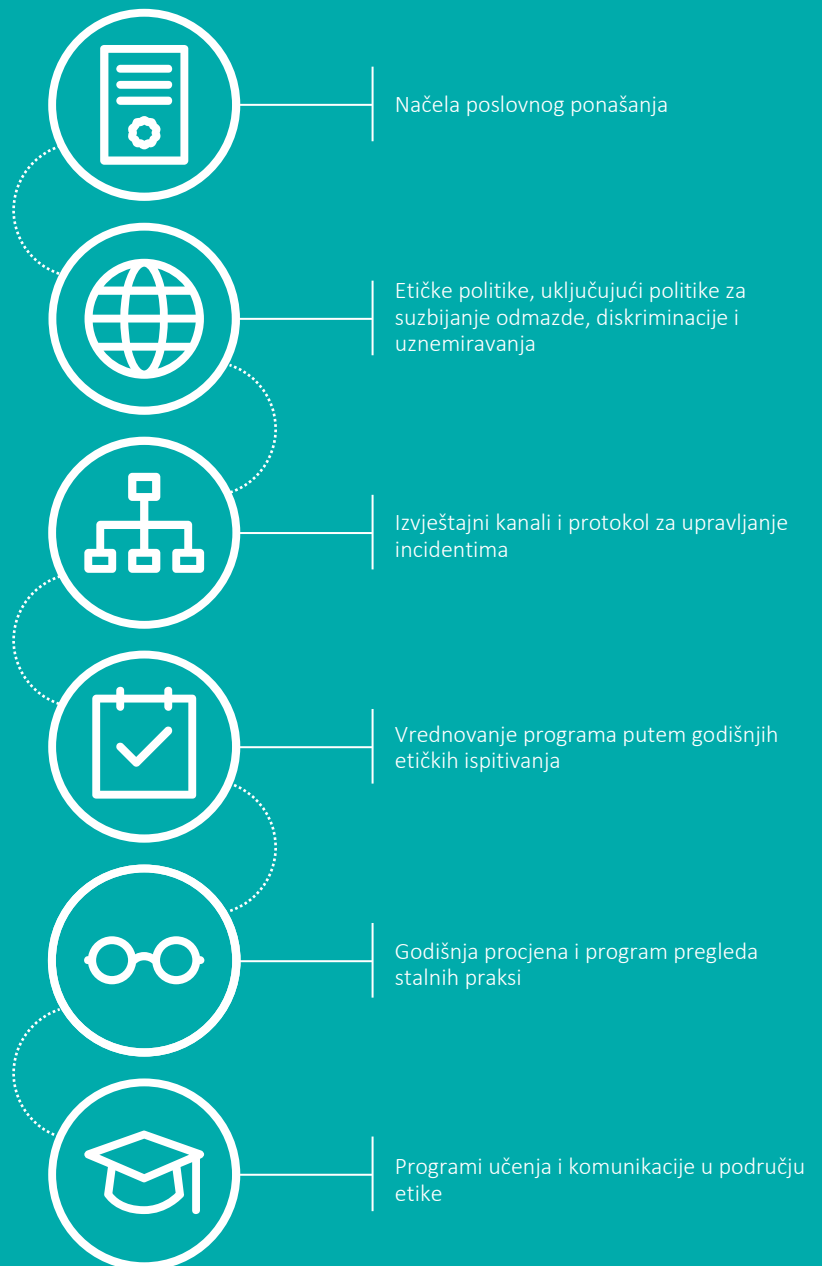 Načela poslovnog ponašanja
Etičke politike, uključujući politike za
suzbijanje odmazde, diskriminacije i
uznemiravanja
Izvještajni kanali i protokol za upravljanje
incidentima
Vrednovanje programa putem godišnjih
etičkih ispitivanja
Godišnja procjena i program pregleda
stalnih praksi
Programi učenja i komunikacije u području
etike